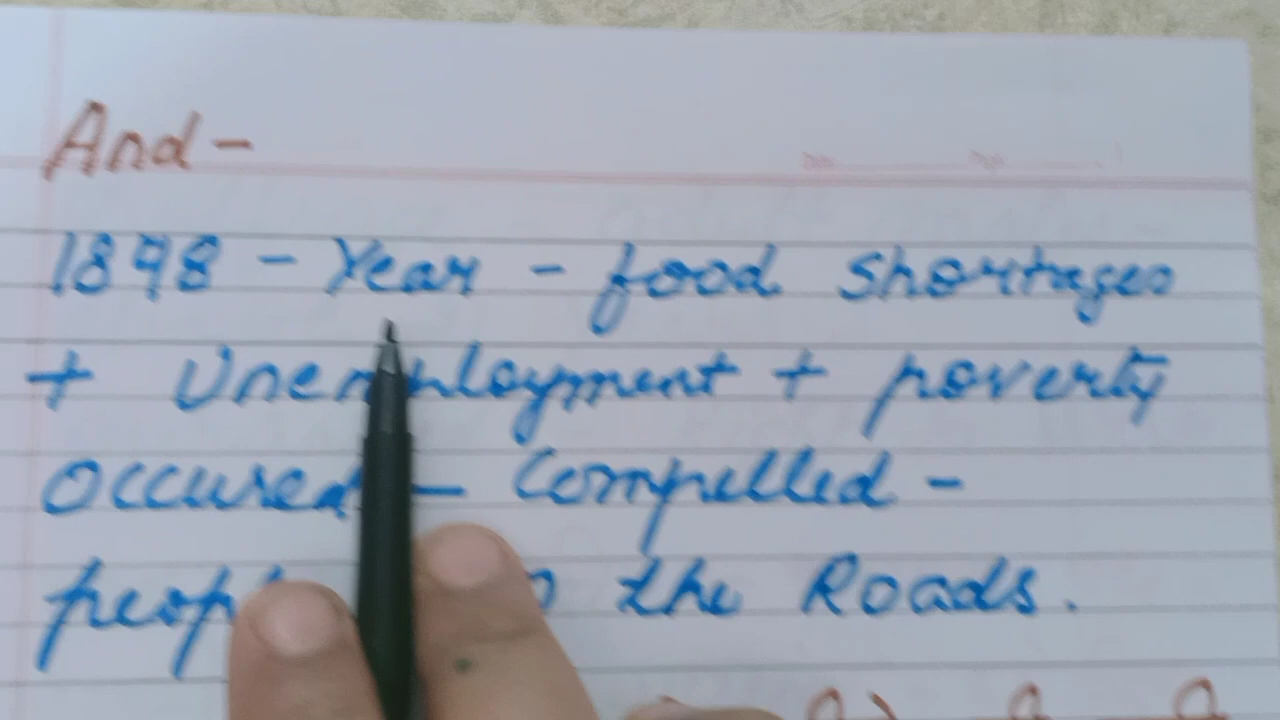 And -
1848 - Year - food shortages
+ Unemployment + poverty
occured - Compelled -
the Roads.